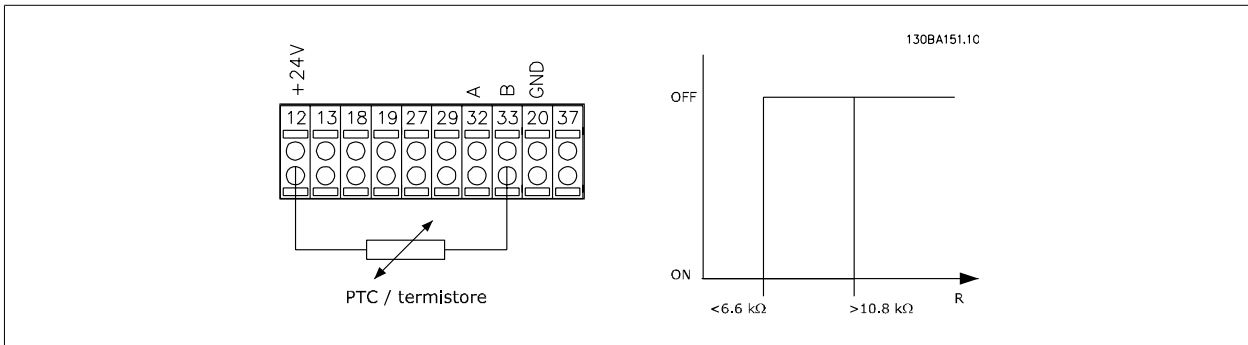 130BA151.10
+24V
A
B
GND
12 13 18 19 27 29 32 33 20 37
PTC / termistore
OFF
ON
<6.6 kΩ
>10.8 kΩ
R